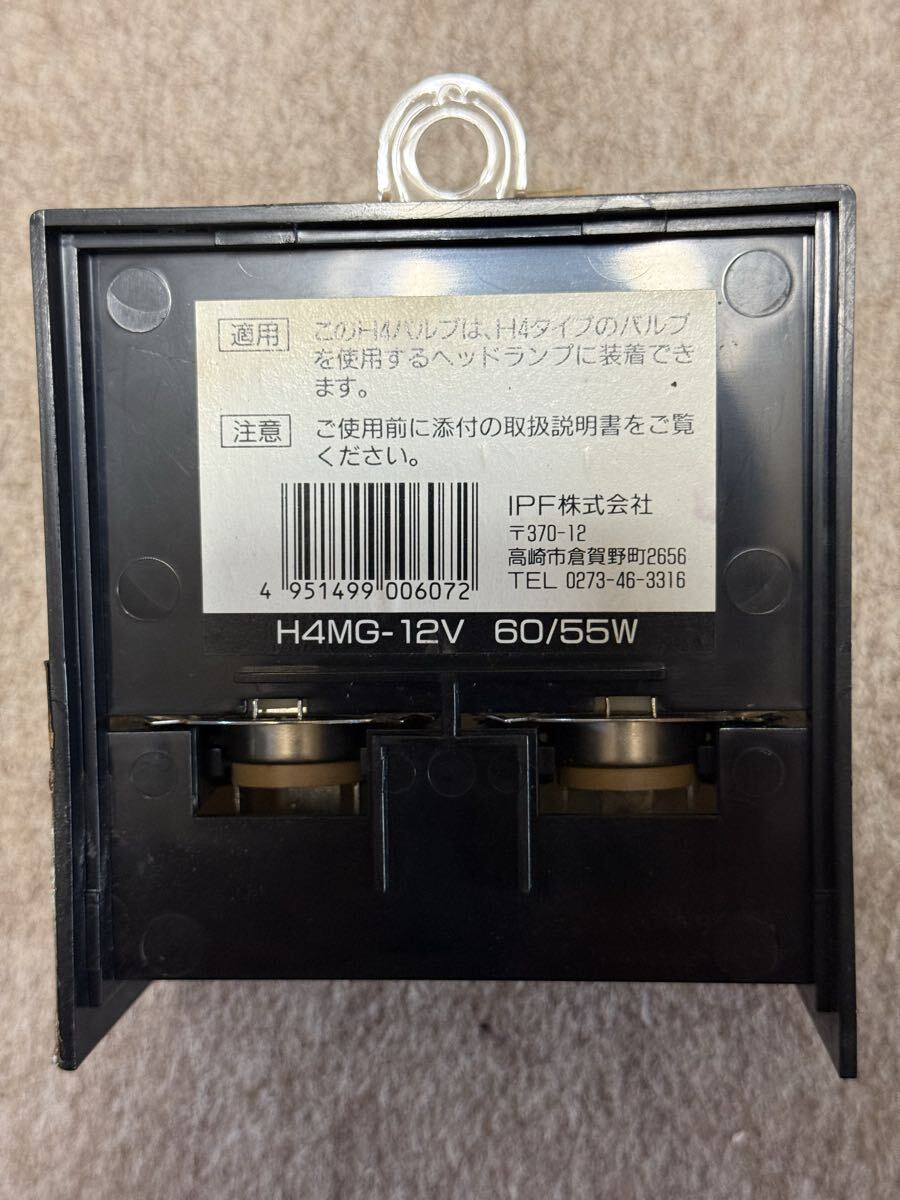 適用 このH4バルブは、H4タイプのバルブ
を使用するヘッドランプに装着でき
ます。
注意 ご使用前に添付の取扱説明書をご覧
ください。
IPF株式会社
〒370-12
高崎市倉賀野町2656
TEL 0273-46-3316
4 951499 006072
H4MG-12V 60/55W